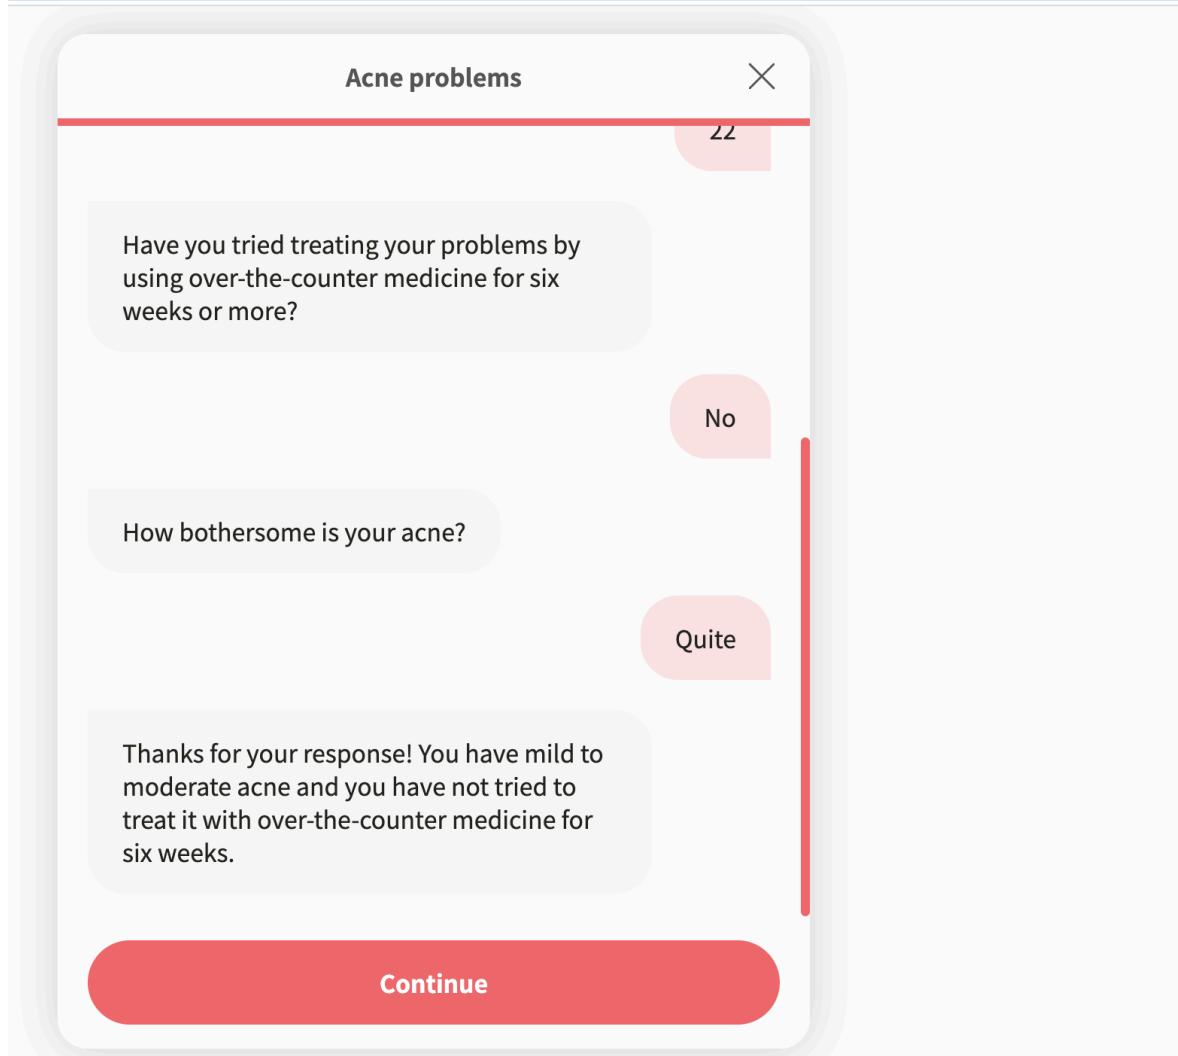 Acne problems
22
Have you tried treating your problems by
using over-the-counter medicine for six
weeks or more?
No
How bothersome is your acne?
Quite
Thanks for your response! You have mild to
moderate acne and you have not tried to
treat it with over-the-counter medicine for
six weeks.
Continue